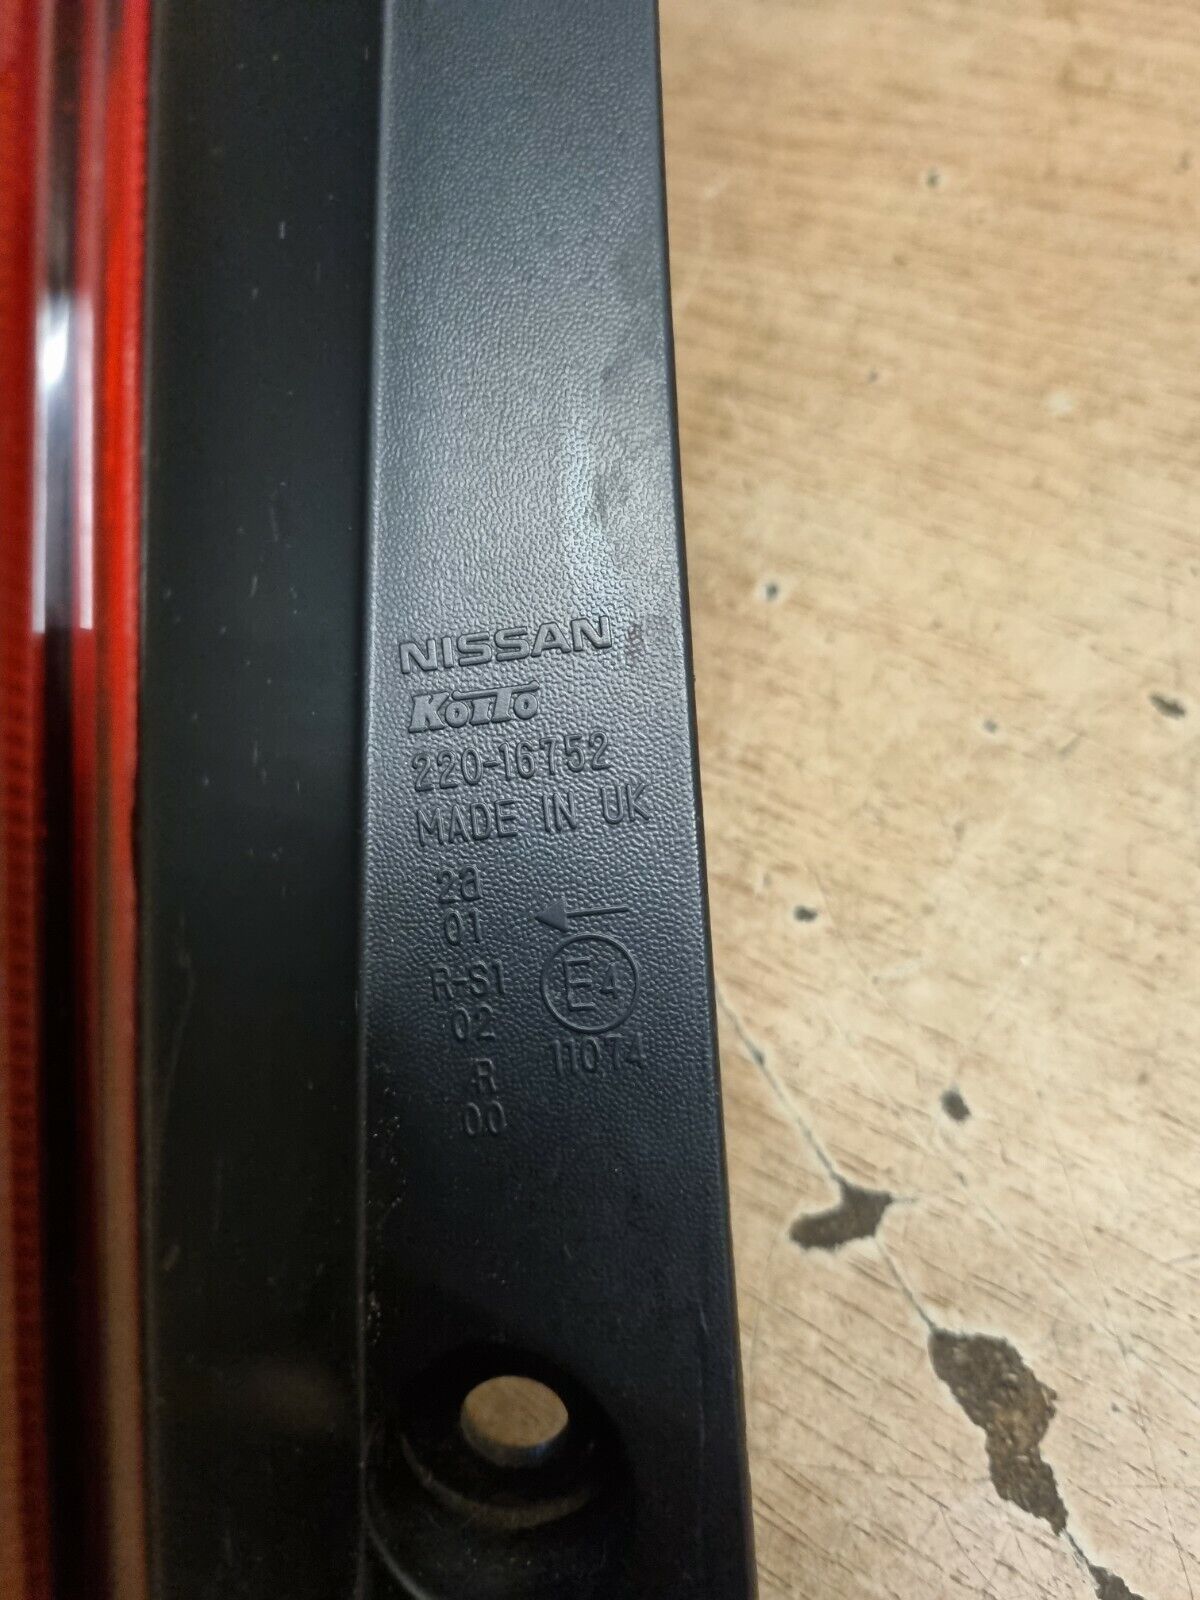 NISSAN
KOITO
220-16752
MADE IN UK
2a
01
R-S1
02
R
00
E4
11074